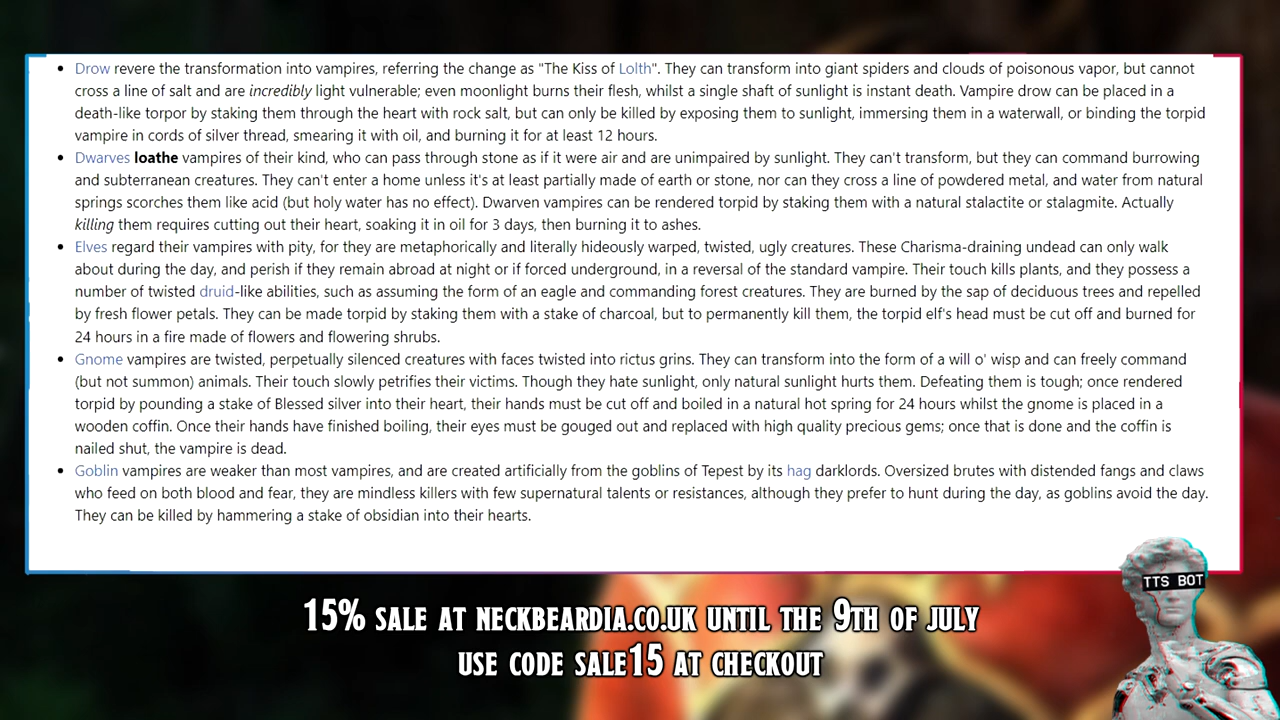 • Drow revere the transformation into vampires, referring the change as "The Kiss of Lolth". They can transform into giant spiders and clouds of poisonous vapor, but cannot
cross a line of salt and are incredibly light vulnerable; even moonlight burns their flesh, whilst a single shaft of sunlight is instant death. Vampire drow can be placed in a
death-like torpor by staking them through the heart with rock salt, but can only be killed by exposing them to sunlight, immersing them in a waterwall, or binding the torpid
vampire in cords of silver thread, smearing it with oil, and burning it for at least 12 hours.
• Dwarves loathe vampires of their kind, who can pass through stone as if it were air and are unimpaired by sunlight. They can't transform, but they can command burrowing
and subterranean creatures. They can't enter a home unless it's at least partially made of earth or stone, nor can they cross a line of powdered metal, and water from natural
springs scorches them like acid (but holy water has no effect). Dwarven vampires can be rendered torpid by staking them with a natural stalactite or stalagmite. Actually
killing them requires cutting out their heart, soaking it in oil for 3 days, then burning it to ashes.
• Elves regard their vampires with pity, for they are metaphorically and literally hideously warped, twisted, ugly creatures. These Charisma-draining undead can only walk
about during the day, and perish if they remain abroad at night or if forced underground, in a reversal of the standard vampire. Their touch kills plants, and they possess a
number of twisted druid-like abilities, such as assuming the form of an eagle and commanding forest creatures. They are burned by the sap of deciduous trees and repelled
by fresh flower petals. They can be made torpid by staking them with a stake of charcoal, but to permanently kill them, the torpid elf's head must be cut off and burned for
24 hours in a fire made of flowers and flowering shrubs.
• Gnome vampires are twisted, perpetually silenced creatures with faces twisted into rictus grins. They can transform into the form of a will o' wisp and can freely command
(but not summon) animals. Their touch slowly petrifies their victims. Though they hate sunlight, only natural sunlight hurts them. Defeating them is tough; once rendered
torpid by pounding a stake of Blessed silver into their heart, their hands must be cut off and boiled in a natural hot spring for 24 hours whilst the gnome is placed in a
wooden coffin. Once their hands have finished boiling, their eyes must be gouged out and replaced with high quality precious gems; once that is done and the coffin is
nailed shut, the vampire is dead.
• Goblin vampires are weaker than most vampires, and are created artificially from the goblins of Tepest by its hag darklords. Oversized brutes with distended fangs and claws
who feed on both blood and fear, they are mindless killers with few supernatural talents or resistances, although they prefer to hunt during the day, as goblins avoid the day.
They can be killed by hammering a stake of obsidian into their hearts.
TTS BOT
15% SALE AT NECKBEARDIA.CO.UK UNTIL THE 9TH OF JULY
USE CODE SALE15 AT CHECKOUT